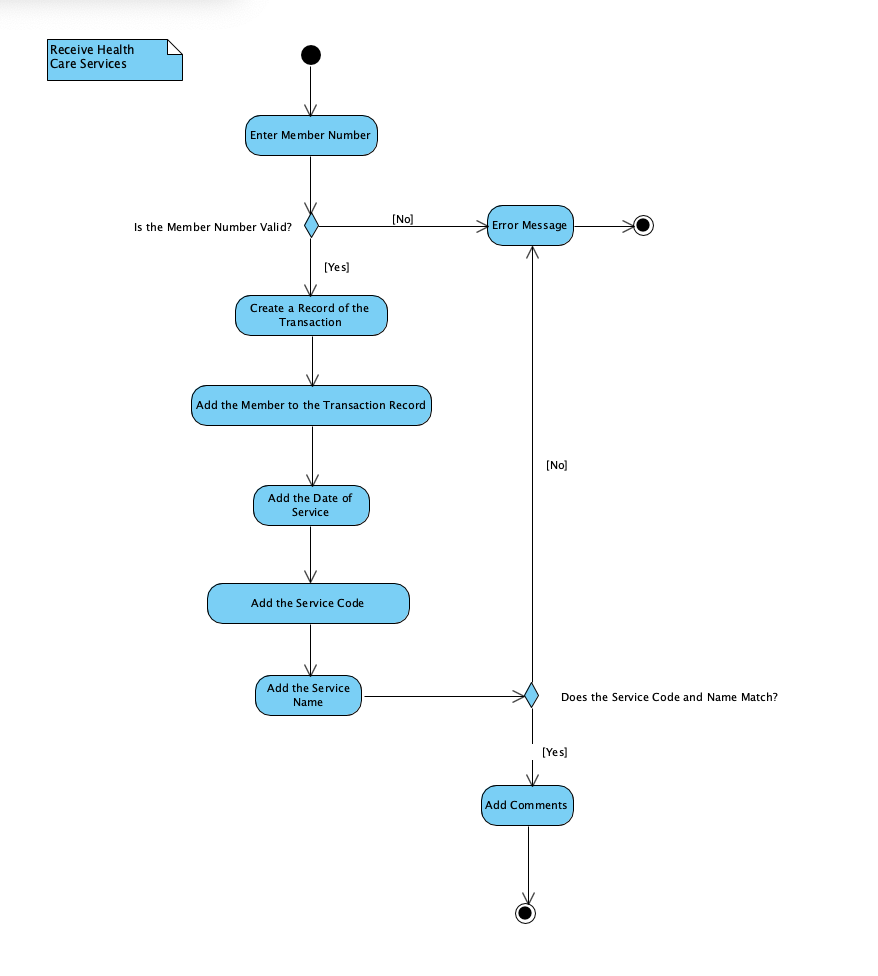 Receive Health
Care Services
Enter Member Number
Is the Member Number Valid?
[No]
Error Message
[Yes]
Create a Record of the
Transaction
Add the Member to the Transaction Record
[No]
Add the Date of
Service
Add the Service Code
Add the Service
Name
Does the Service Code and Name Match?
[Yes]
Add Comments